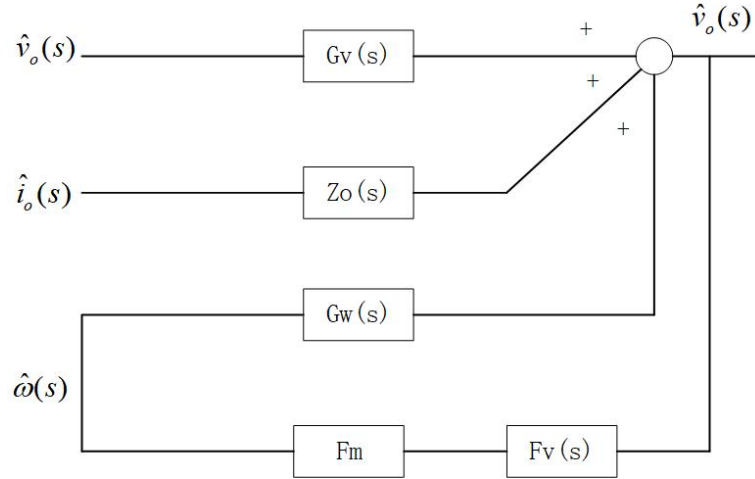 v̂ₒ(s)
Gv(s)
+
v̂ₒ(s)
+
+
îₒ(s)
Zo(s)
Gw(s)
ω̂(s)
Fm
Fv(s)